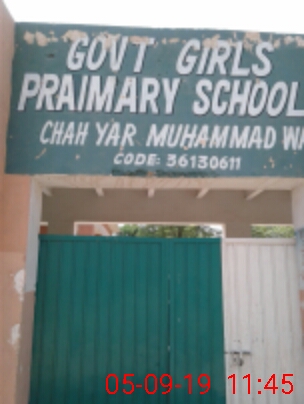 GOVT GIRLS
PRAIMARY SCHOOL
CHAH YAR MUHAMMAD WA
CODE: 36130611
05-09-19 11:45